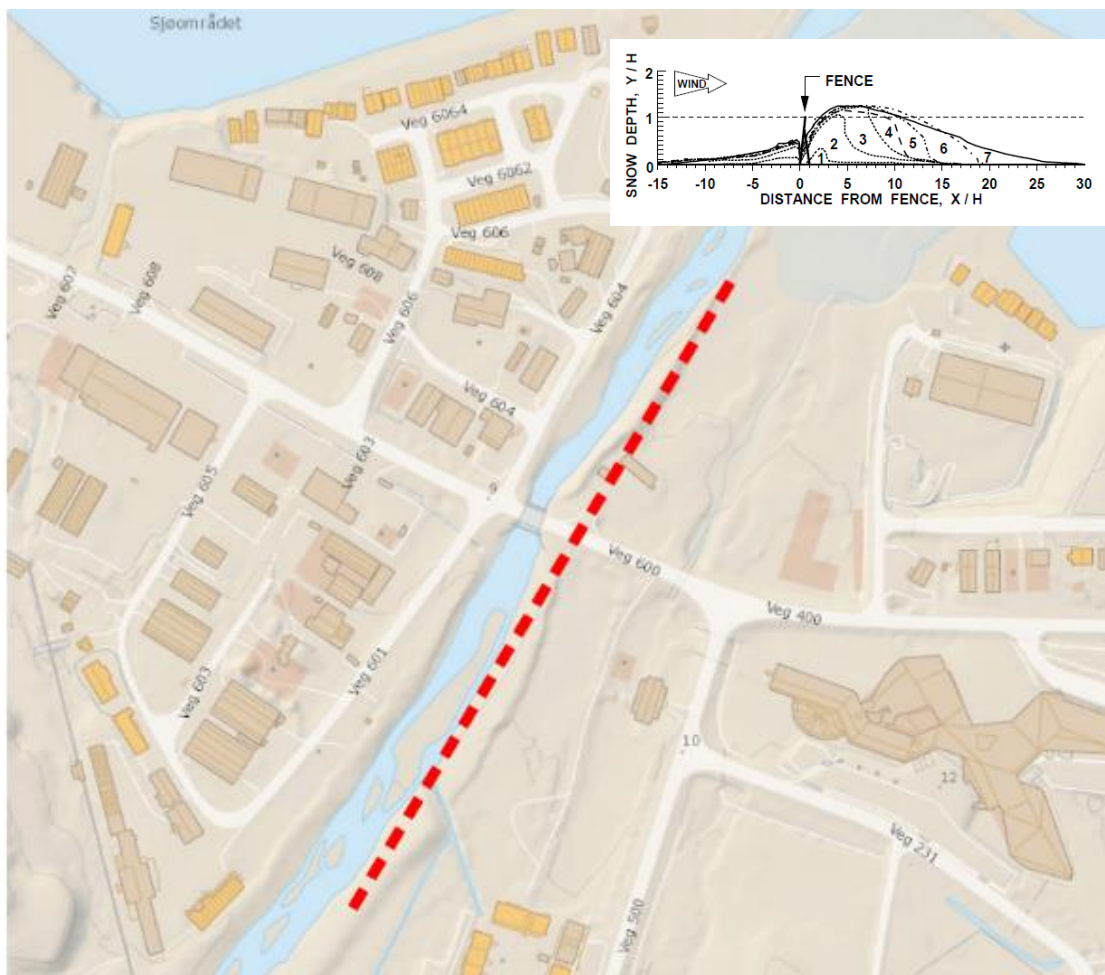 Sjøområdet
SNOW DEPTH, Y / H
2
1
0
WIND
FENCE
1
2
3
4
5
6
7
-15
-10
-5
0
5
10
15
20
25
30
DISTANCE FROM FENCE, X / H
Veg 6064
Veg 6062
Veg 606
Veg 607
Veg 608
Veg 608
Veg 606
Veg 604
Veg 604
Veg 605
Veg 603
9
Veg 600
Veg 400
Veg 601
Veg 603
10
12
Veg 231
Veg 500